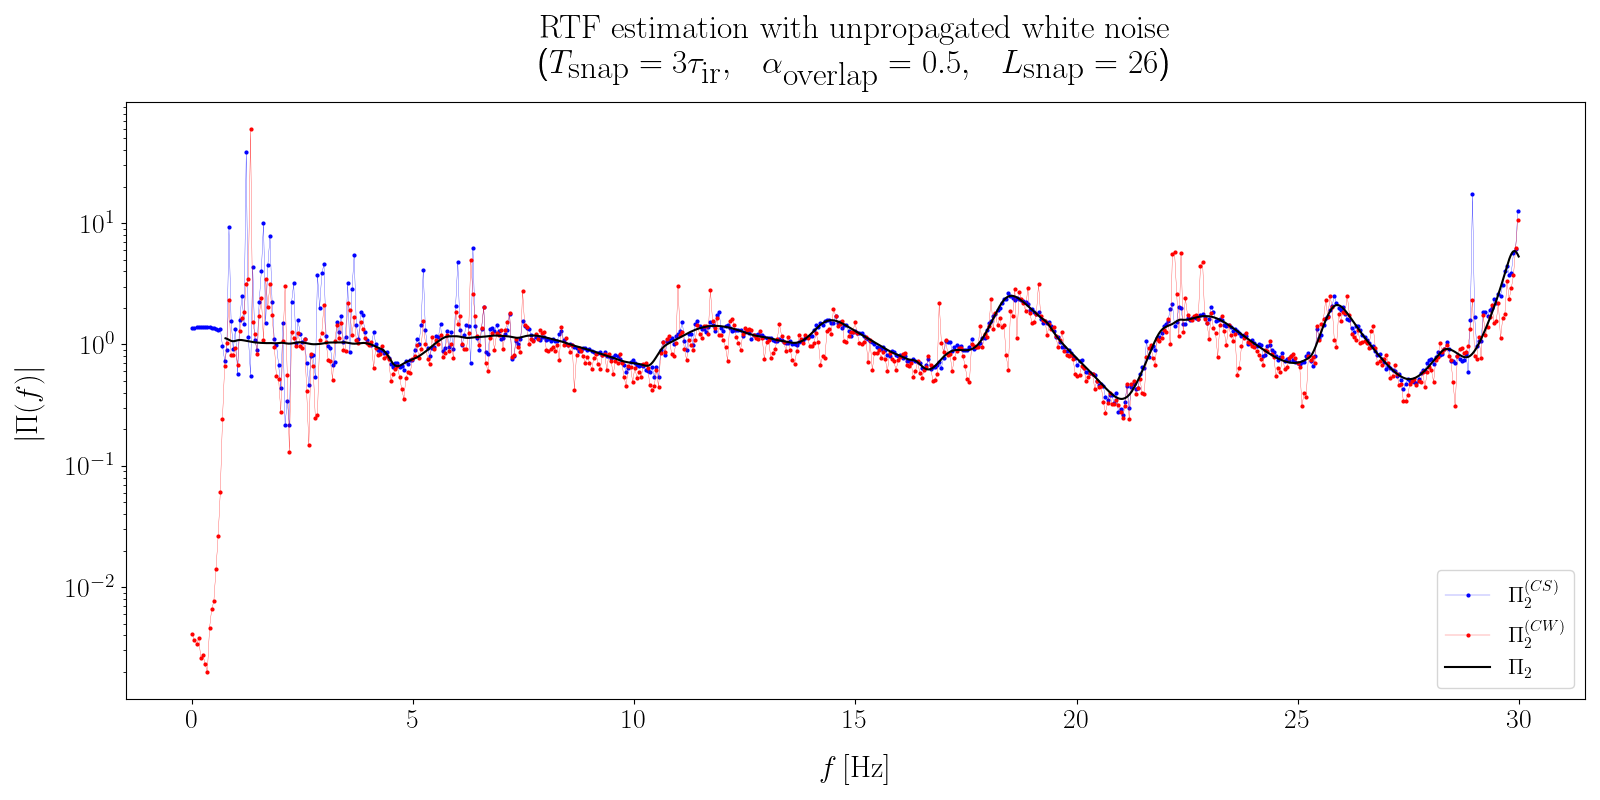 RTF estimation with unpropagated white noise
(T_snap = 3τ_ir, α_overlap = 0.5, L_snap = 26)
|Π(f)|
10^1
10^0
10^−1
10^−2
0 5 10 15 20 25 30
f [Hz]
Π_2^(CS)
Π_2^(CW)
Π_2